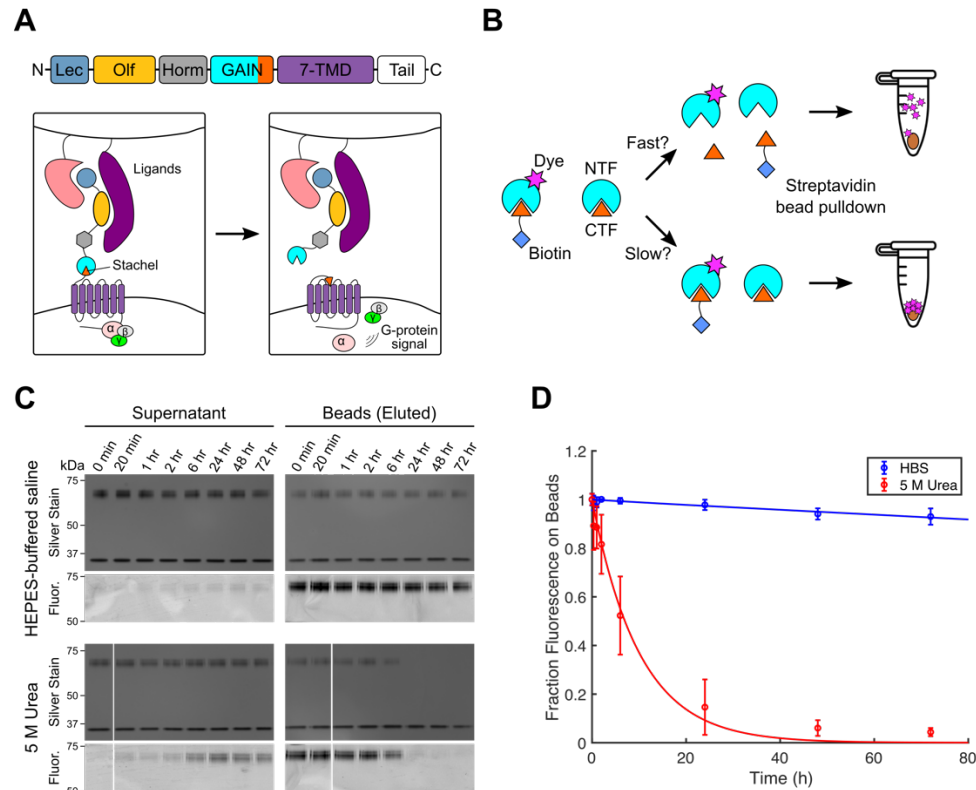 A
N Lec Olf Horm GAIN 7-TMD Tail C
Ligands
Stachel
α β γ
α β γ
G-protein
signal
B
Dye
NTF
CTF
Biotin
Fast?
Slow?
Streptavidin
bead pulldown
C
Supernatant Beads (Eluted)
kDa 0 min 20 min 1 hr 2 hr 6 hr 24 hr 48 hr 72 hr 0 min 20 min 1 hr 2 hr 6 hr 24 hr 48 hr 72 hr
HEPES-buffered saline
Silver Stain
75
50
37
Fluor.
75
50
5 M Urea
Silver Stain
75
50
37
Fluor.
75
50
D
Fraction Fluorescence on Beads
1.2
1
0.8
0.6
0.4
0.2
0
0 20 40 60 80
Time (h)
HBS
5 M Urea